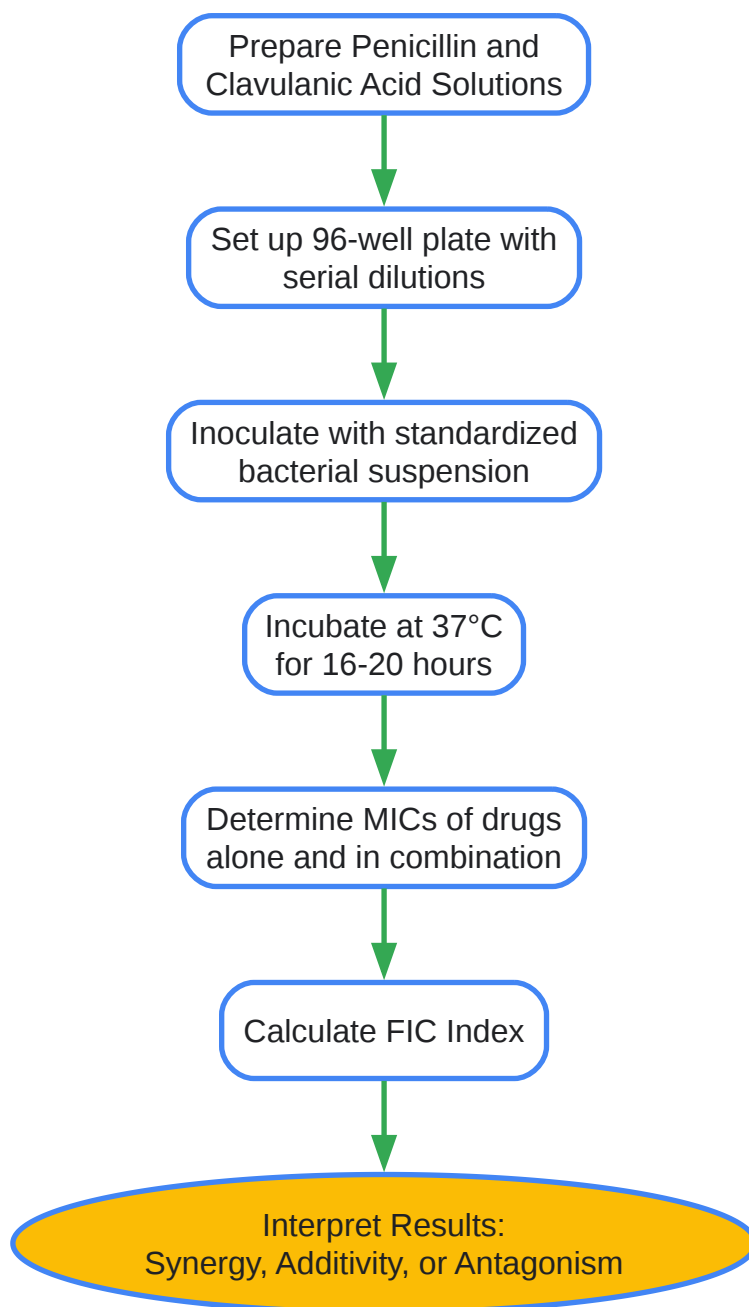 Prepare Penicillin and
Clavulanic Acid Solutions
Set up 96-well plate with
serial dilutions
Inoculate with standardized
bacterial suspension
Incubate at 37°C
for 16-20 hours
Determine MICs of drugs
alone and in combination
Calculate FIC Index
Interpret Results:
Synergy, Additivity, or Antagonism